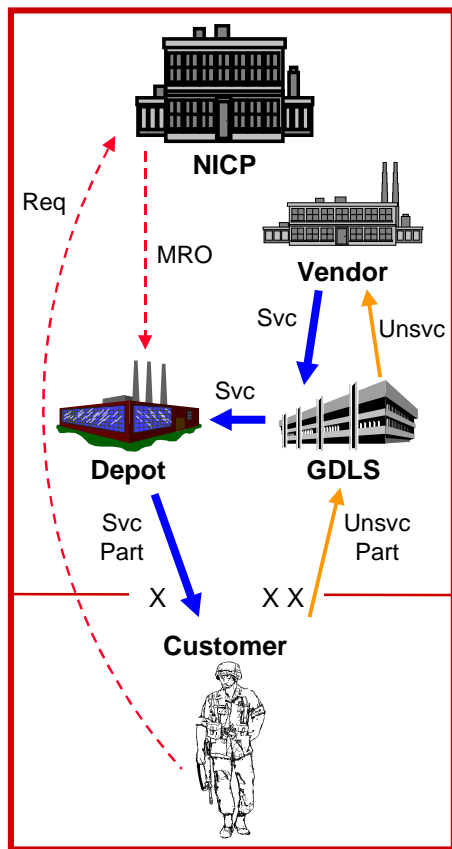 NICP
Req
MRO
Vendor
Svc
Unsvc
Svc
Depot
GDLS
Svc
Part
Unsvc
Part
X
X X
Customer